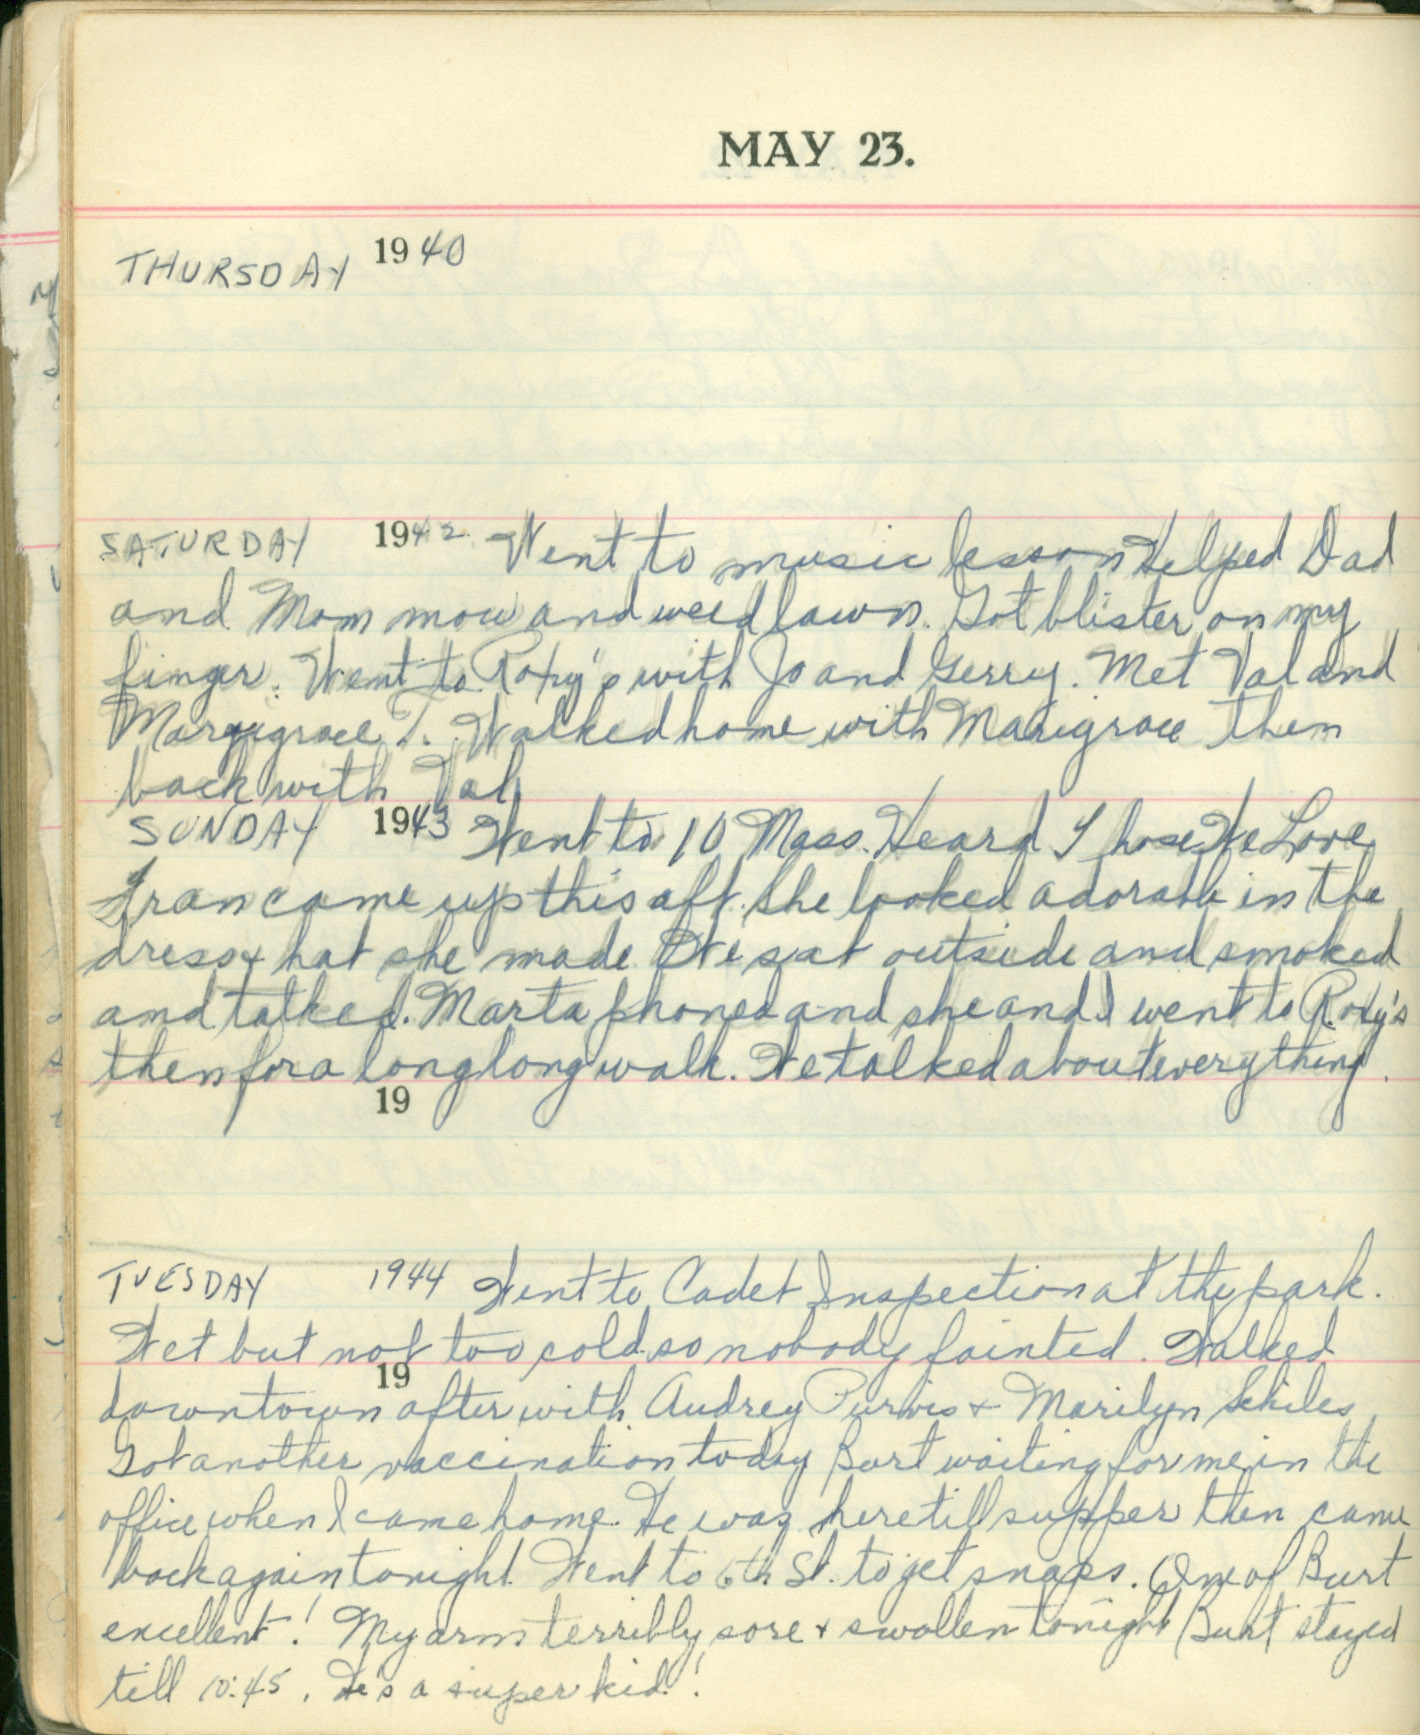 MAY 23.
THURSDAY 1940
SATURDAY 1942 Went to music lesson Helped Dad
and Mom mow and weed lawn. Got blister on my
finger. Went to Roxy's with Jo and Gerry. Met Val and
Marygrace T. Walked home with Marigrace then
back with Val
SUNDAY 1943 Went to 10 Mass. Heard Those We Love
Fran came up this aft. She looked adorable in the
dress & hat she made We sat outside and smoked
and talked. Marta phoned and she and I went to Roxy's
then for a long long walk. We talked about everything.
19
TUESDAY 1944 Went to Cadet Inspection at the park.
Wet but not too cold so nobody fainted. Walked
19
downtown after with Audrey Purvis + Marilyn Schiles
Got another vaccination today Burt waiting for me in the
office when I came home. He was here till supper then came
back again tonight. Went to 6th St. to get snaps. One of Burt
excellent! My arm terribly sore + swollen tonight Burt stayed
till 10:45. He's a super kid!